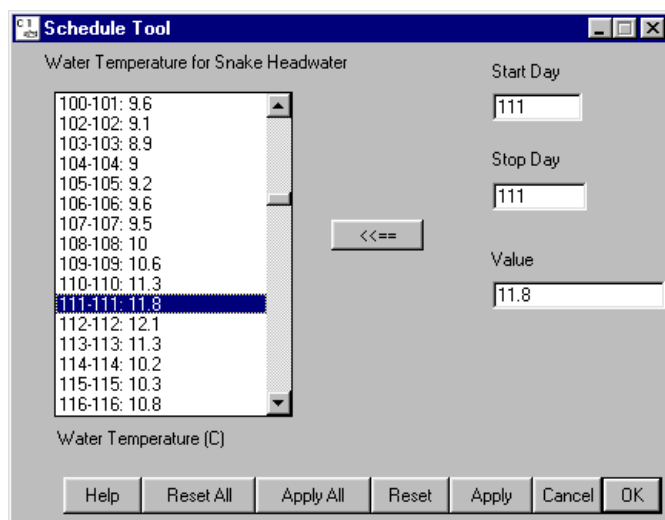 Schedule Tool
Water Temperature for Snake Headwater
100-101: 9.6
102-102: 9.1
103-103: 8.9
104-104: 9
105-105: 9.2
106-106: 9.6
107-107: 9.5
108-108: 10
109-109: 10.6
110-110: 11.3
111-111: 11.8
112-112: 12.1
113-113: 11.3
114-114: 10.2
115-115: 10.3
116-116: 10.8
Water Temperature (C)
<<==
Start Day
111
Stop Day
111
Value
11.8
Help Reset All Apply All Reset Apply Cancel OK